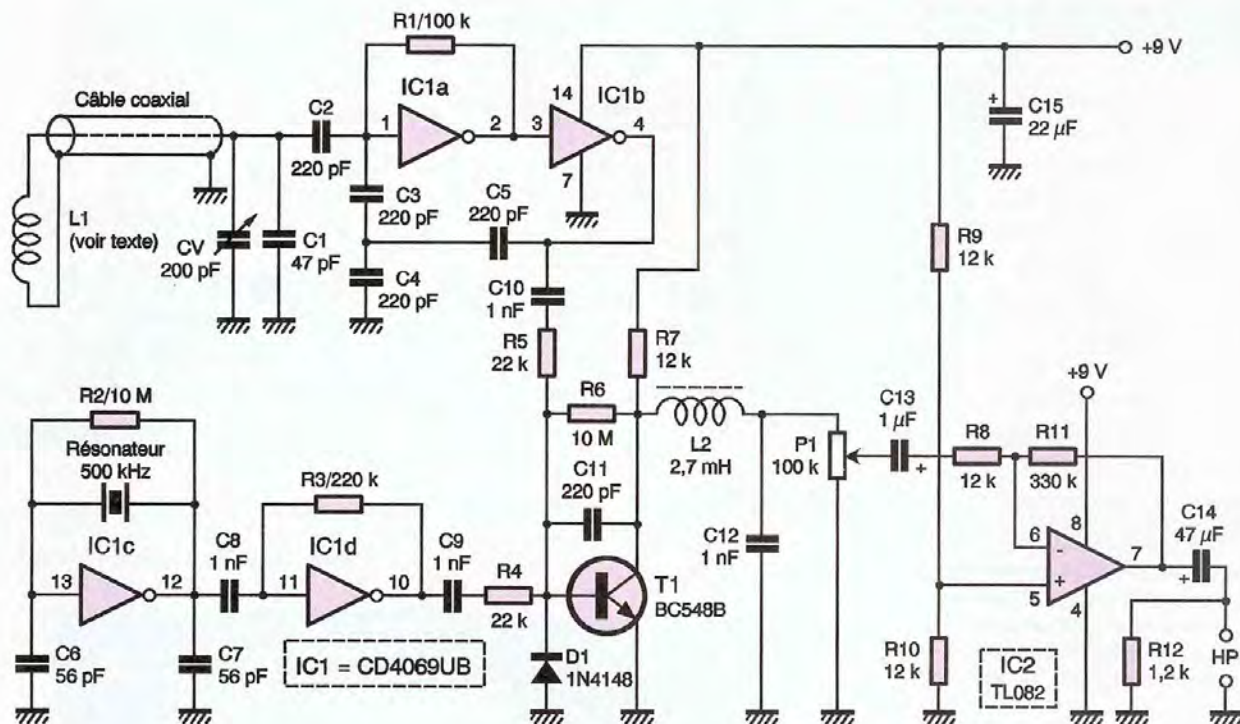 R1/100 k
+9 V
IC1a
14
IC1b
Câble coaxial
C2
1
2
3
4
220 pF
7
C15
22 µF
+
C3
220 pF
C5
220 pF
L1
(voir texte)
CV
200 pF
C1
47 pF
C4
220 pF
C10
1 nF
R9
12 k
R5
22 k
R7
12 k
R2/10 M
Résonateur
500 kHz
R6
10 M
L2
2,7 mH
C13
1 µF
+
P1
100 k
R8
12 k
R11
330 k
+9 V
R3/220 k
C11
220 pF
IC1c
C8
1 nF
IC1d
C9
1 nF
C12
1 nF
C14
47 µF
+
13
12
11
10
R4
22 k
T1
BC548B
6
-
8
7
+
5
4
C6
56 pF
C7
56 pF
IC1 = CD4069UB
D1
1N4148
R10
12 k
IC2
TL082
R12
1,2 k
HP